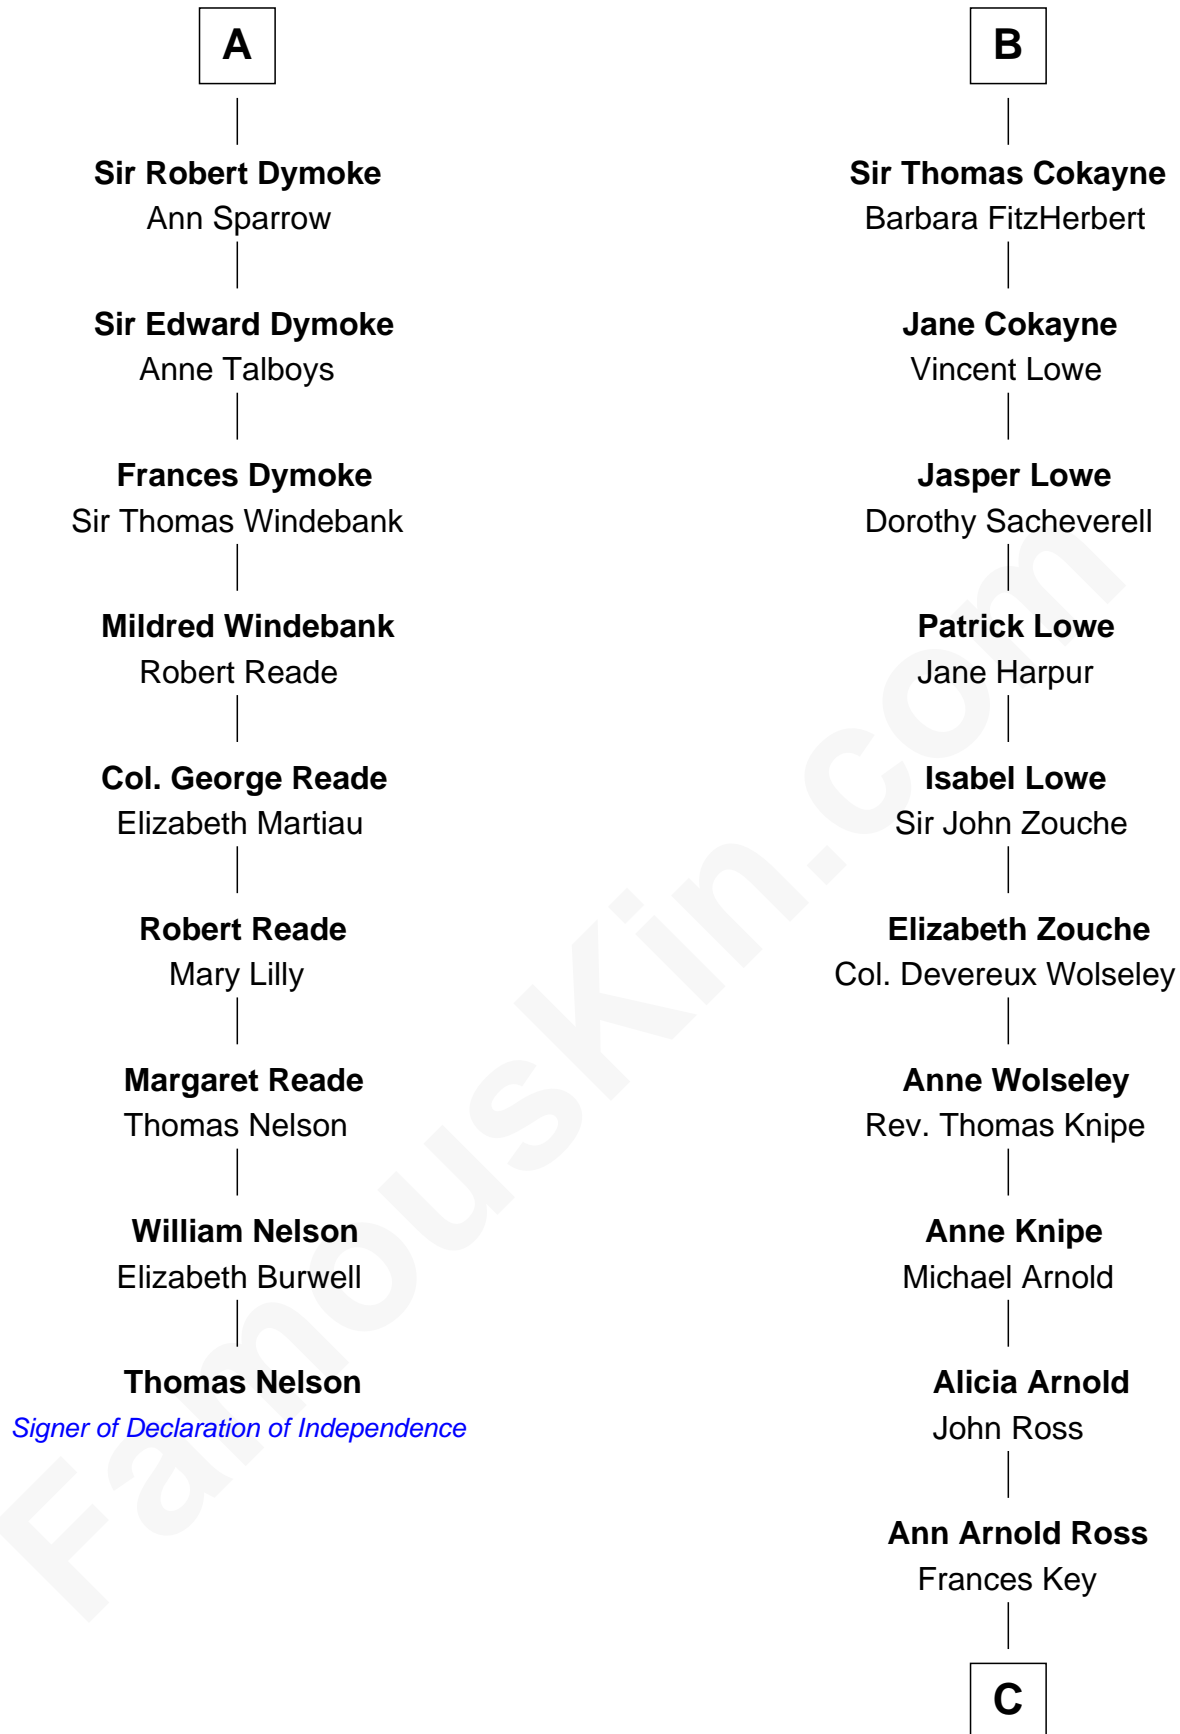 A
Sir Robert Dymoke
Ann Sparrow
Sir Edward Dymoke
Anne Talboys
Frances Dymoke
Sir Thomas Windebank
Mildred Windebank
Robert Reade
Col. George Reade
Elizabeth Martiau
Robert Reade
Mary Lilly
Margaret Reade
Thomas Nelson
William Nelson
Elizabeth Burwell
Thomas Nelson
Signer of Declaration of Independence
B
Sir Thomas Cokayne
Barbara FitzHerbert
Jane Cokayne
Vincent Lowe
Jasper Lowe
Dorothy Sacheverell
Patrick Lowe
Jane Harpur
Isabel Lowe
Sir John Zouche
Elizabeth Zouche
Col. Devereux Wolseley
Anne Wolseley
Rev. Thomas Knipe
Anne Knipe
Michael Arnold
Alicia Arnold
John Ross
Ann Arnold Ross
Frances Key
C
FamousKin.com